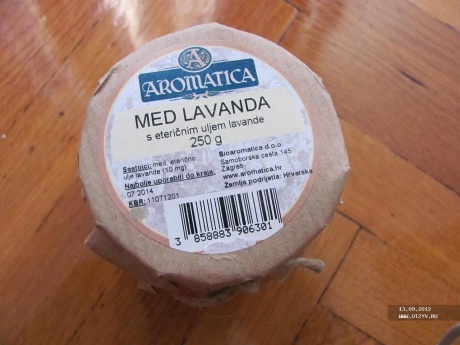 A
AROMATICA
MED LAVANDA
s eteričnim uljem lavande
250 g
Sastojci: med, eterično
ulje lavande (10 mg)
Najbolje uporabiti do kraja:
07 2014
KBR: 11071201
Bioaromatica d.o.o.
Samoborska cesta 145
Zagreb
www.aromatica.hr
Zemlja podrijetla: Hrvatska
3 858883 906301
13.09.2012
WWW.OTZYV.RU